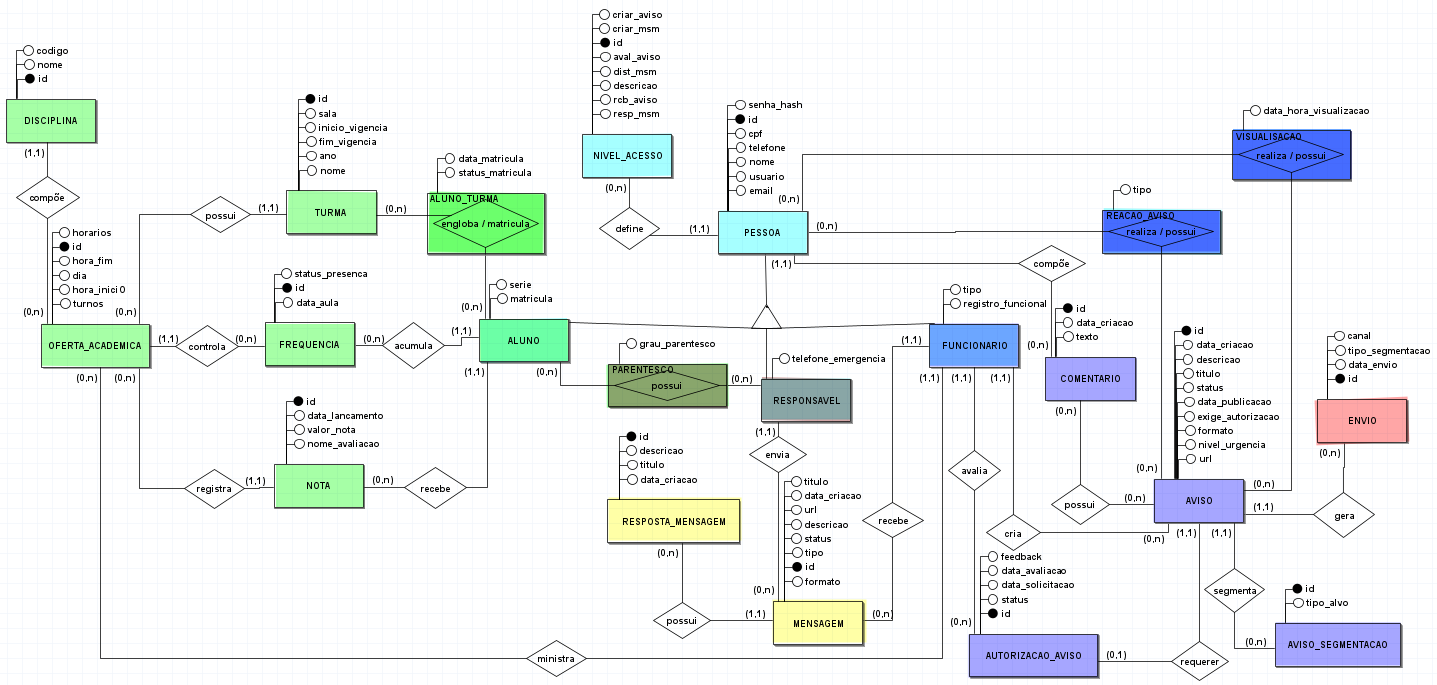 codigo
nome
id
DISCIPLINA
(1,1)
compõe
horarios
id
hora_fim
dia
hora_inici0
turnos
(0,n)
(0,n)
OFERTA_ACADEMICA
(0,n)
(0,n)
id
sala
inicio_vigencia
fim_vigencia
ano
nome
possui
(1,1)
TURMA
(0,n)
data_matricula
status_matricula
ALUNO_TURMA
engloba / matricula
(0,n)
status_presenca
id
data_aula
(1,1)
controla
(0,n)
FREQUENCIA
(0,n)
acumula
(1,1)
serie
matricula
ALUNO
(1,1)
(0,n)
id
data_lancamento
valor_nota
nome_avaliacao
registra
(1,1)
NOTA
(0,n)
recebe
criar_aviso
criar_msm
id
aval_aviso
dist_msm
descricao
rcb_aviso
resp_msm
NIVEL_ACESSO
(0,n)
define
(1,1)
senha_hash
id
cpf
telefone
nome
usuario
email
(0,n)
PESSOA
(0,n)
(1,1)
grau_parentesco
PARENTESCO
possui
(0,n)
telefone_emergencia
RESPONSAVEL
(1,1)
envia
id
descricao
titulo
data_criacao
RESPOSTA_MENSAGEM
(0,n)
possui
(1,1)
titulo
data_criacao
url
descricao
status
tipo
id
formato
(0,n)
MENSAGEM
(0,n)
recebe
(1,1)
ministra
tipo
registro_funcional
FUNCIONARIO
(1,1)
(1,1)
(1,1)
avalia
cria
(0,n)
feedback
data_avaliacao
data_solicitacao
status
id
(0,n)
AUTORIZACAO_AVISO
(0,1)
requerer
compõe
id
data_criacao
texto
(0,n)
COMENTARIO
(0,n)
possui
(0,n)
data_hora_visualizacao
VISUALISACAO
realiza / possui
tipo
REACAO_AVISO
realiza / possui
id
data_criacao
descricao
titulo
status
data_publicacao
exige_autorizacao
formato
nivel_urgencia
url
(0,n)
(0,n)
AVISO
(1,1)
(1,1)
(1,1)
canal
tipo_segmentacao
data_envio
id
ENVIO
(0,n)
gera
segmenta
id
tipo_alvo
(0,n)
AVISO_SEGMENTACAO